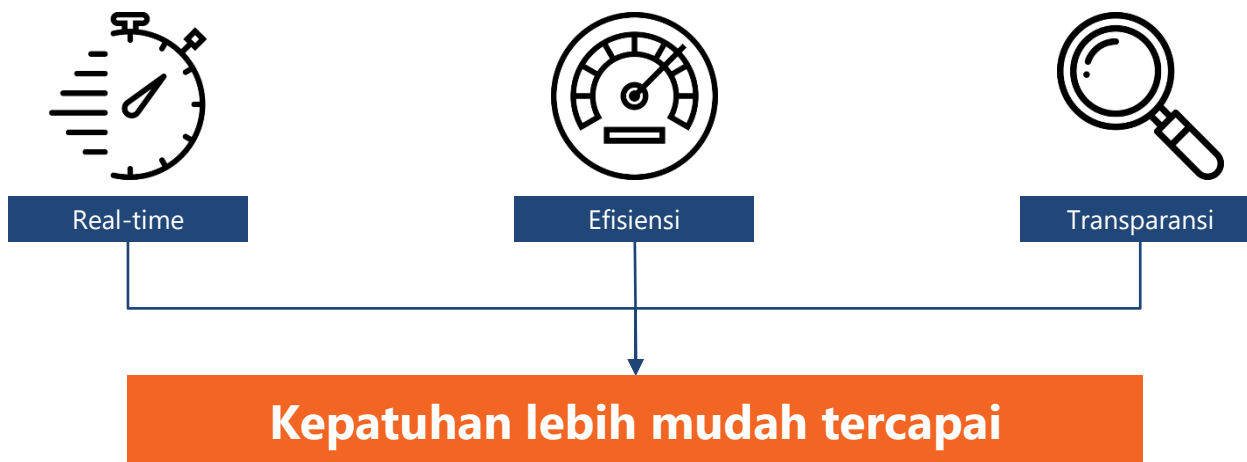 Real-time
Efisiensi
Transparansi
Kepatuhan lebih mudah tercapai